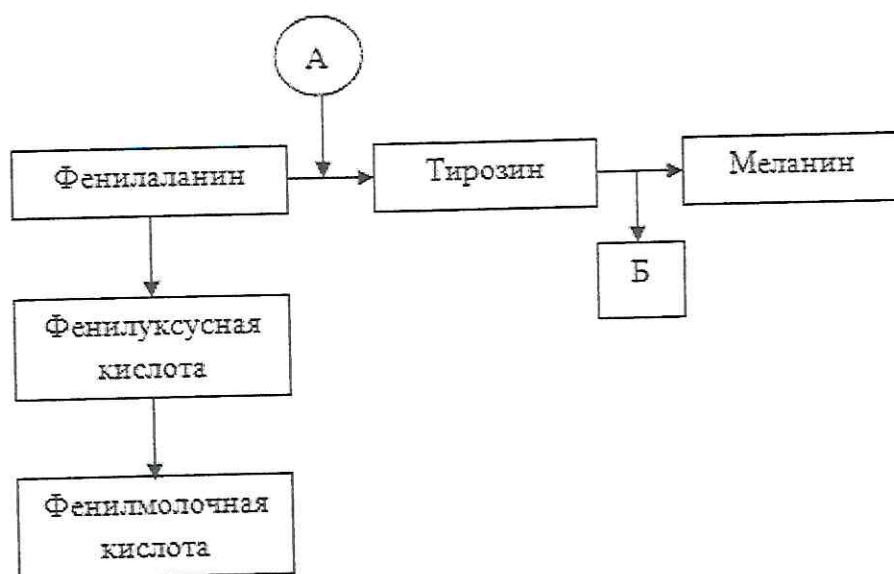 А
Фенилаланин
Тирозин
Меланин
Б
Фенилуксусная
кислота
Фенилмолочная
кислота